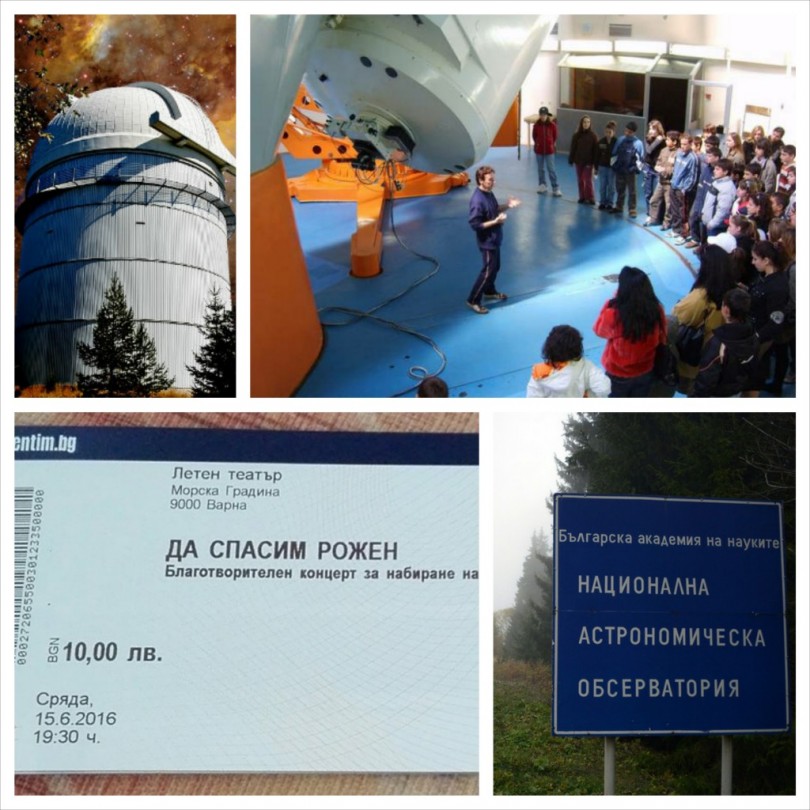 entim.bg
Летен театър
Морска Градина
9000 Варна
ДА СПАСИМ РОЖЕН
Благотворителен концерт за набиране на
BGN 10,00 лв.
Сряда,
15.6.2016
19:30 ч.
Българска академия на науките
НАЦИОНАЛНА
АСТРОНОМИЧЕСКА
ОБСЕРВАТОРИЯ